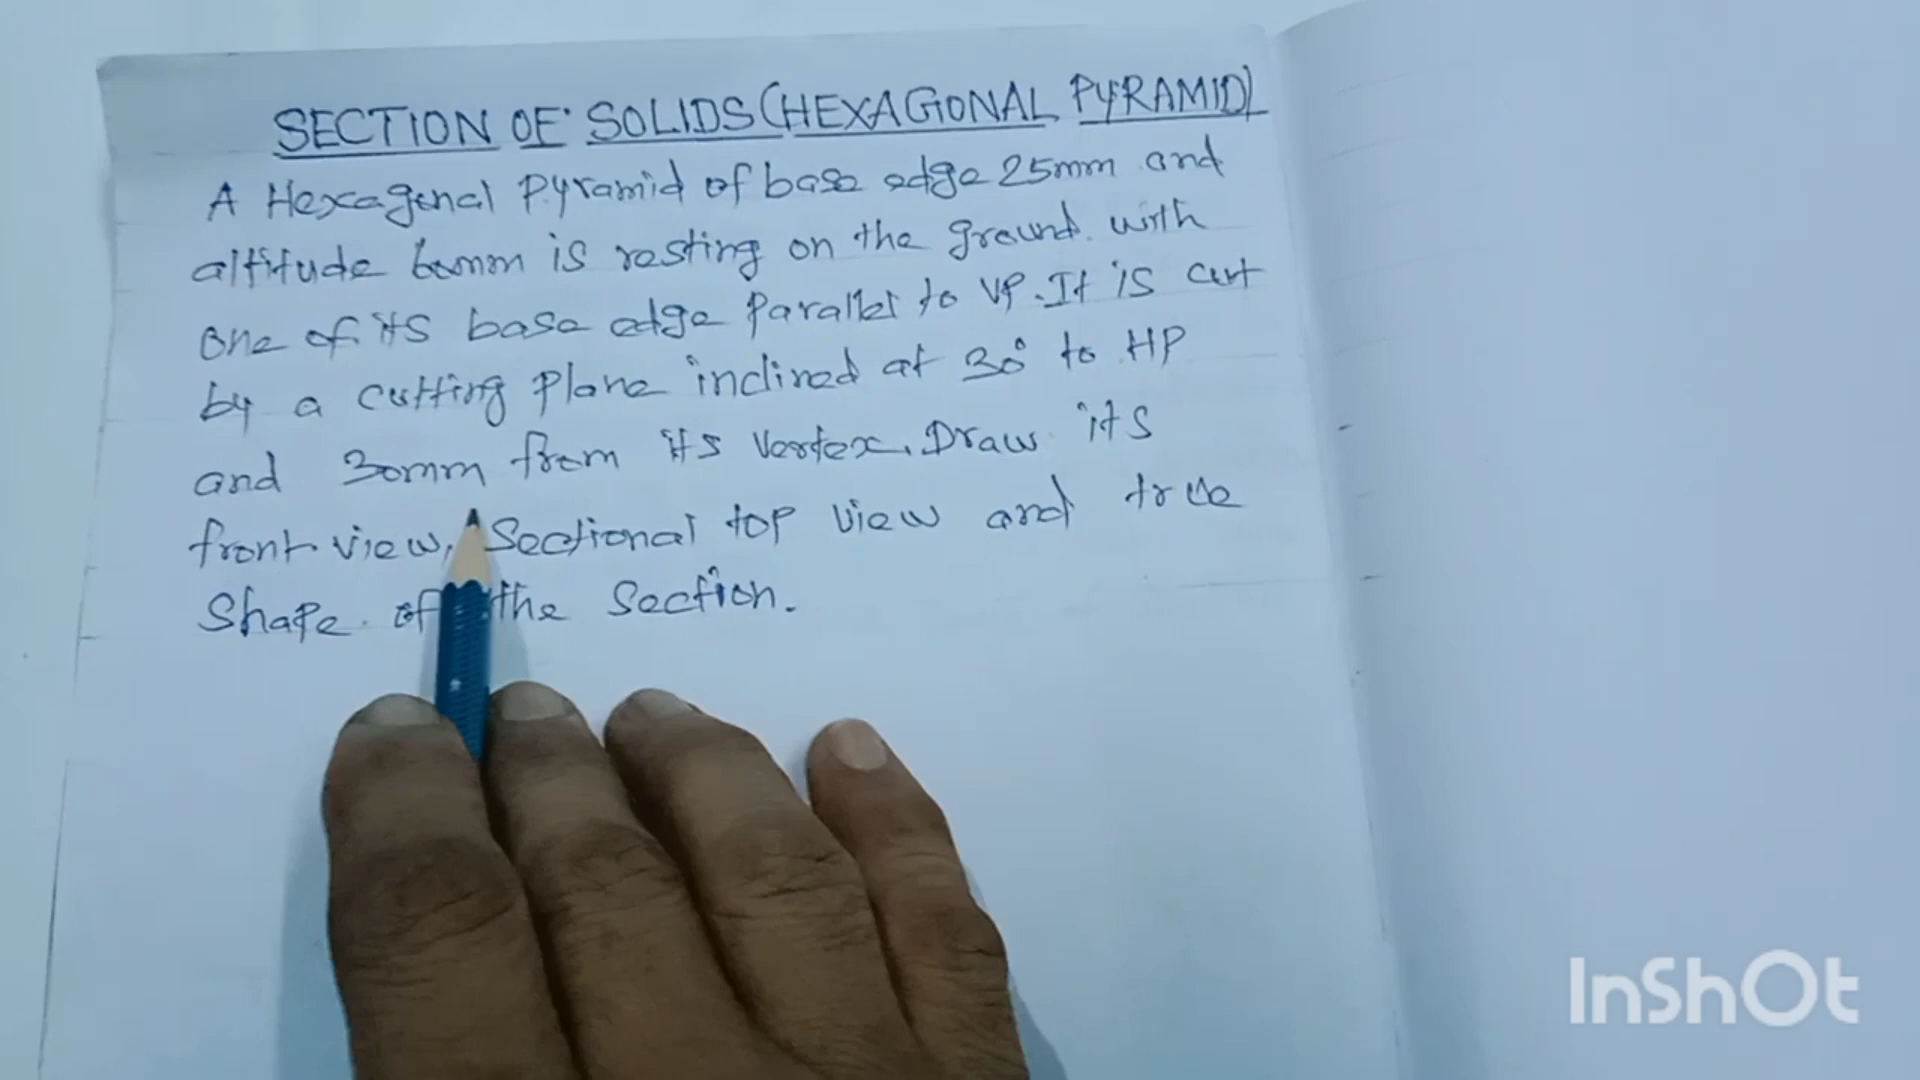 SECTION OF SOLIDS (HEXAGONAL PYRAMID)
A Hexagonal Pyramid of base edge 25mm and
altitude 60mm is resting on the ground with
one of its base edge Parallel to VP. It is cut
by a cutting plane inclined at 30° to HP
and 30mm from its Vertex. Draw its
front view, Sectional top view and true
Shape of the Section.
InShOt